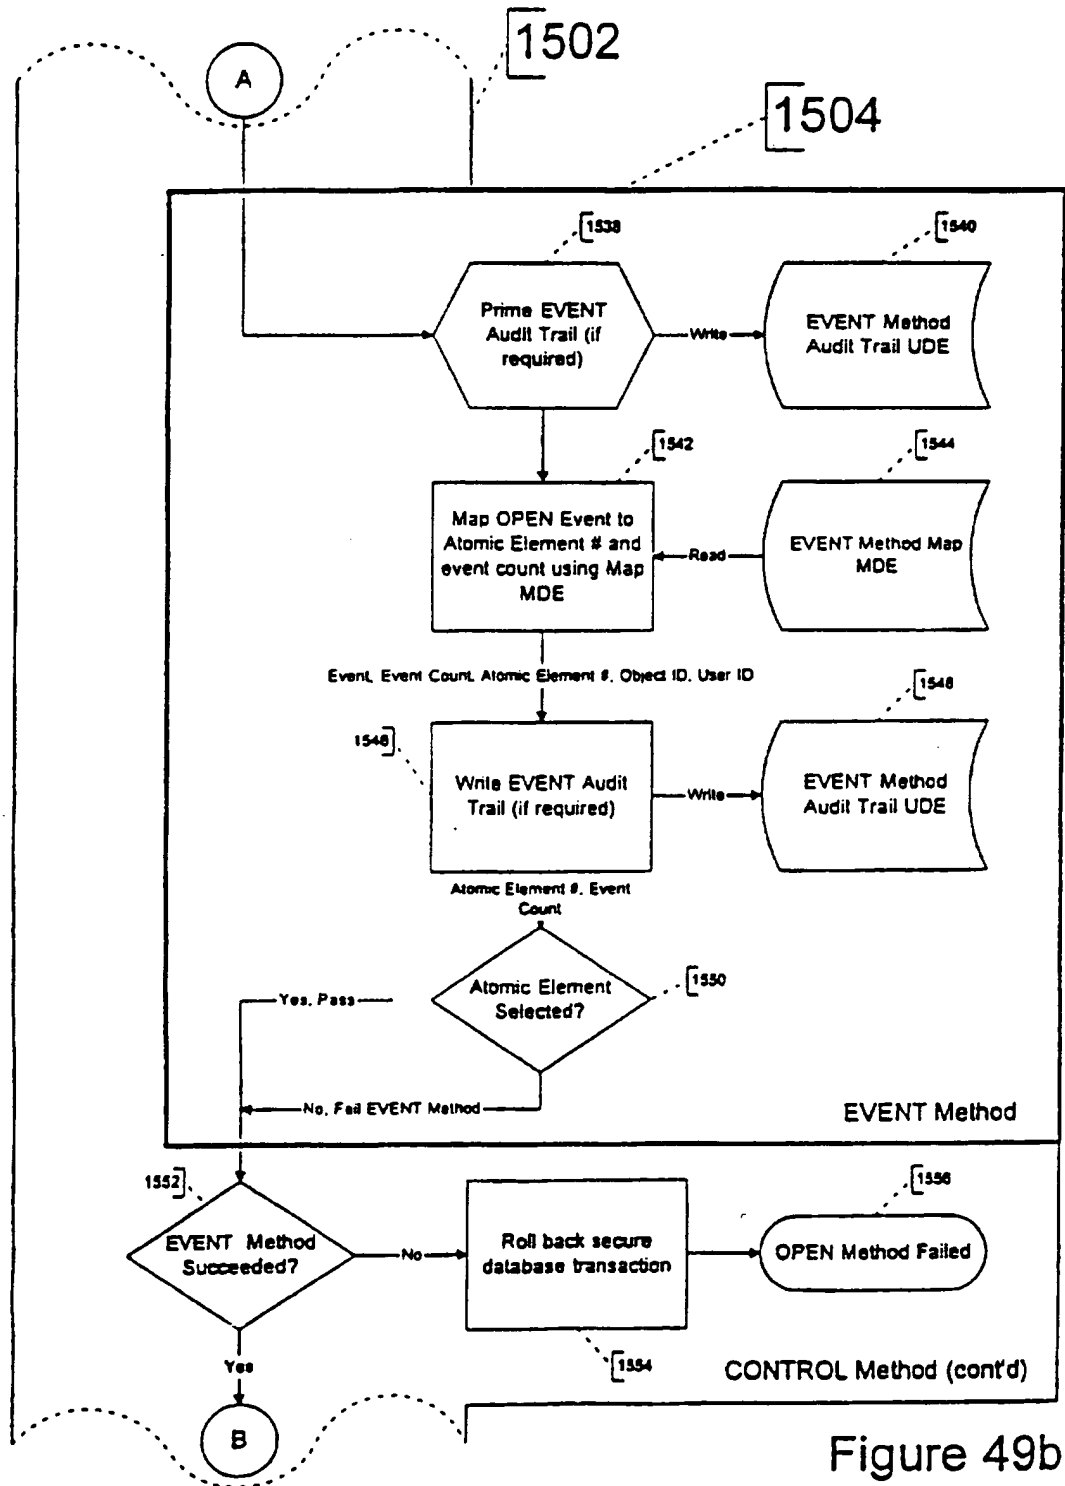 1502
A
1504
1538
1540
Prime EVENT
Audit Trail (if
required)
Write
EVENT Method
Audit Trail UDE
1542
1544
Map OPEN Event to
Atomic Element # and
event count using Map
MDE
Read
EVENT Method Map
MDE
Event, Event Count, Atomic Element #, Object ID, User ID
1546
1548
Write EVENT Audit
Trail (if required)
Write
EVENT Method
Audit Trail UDE
Atomic Element #, Event
Count
1550
Atomic Element
Selected?
Yes, Pass
No, Fail EVENT Method
EVENT Method
1552
1556
EVENT Method
Succeeded?
No
Roll back secure
database transaction
OPEN Method Failed
Yes
1554
CONTROL Method (cont'd)
B
Figure 49b